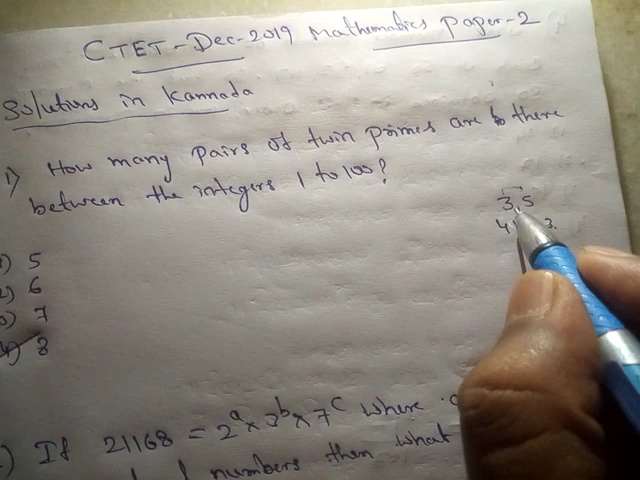 CTET-Dec-2019 Mathematics Paper-2
Solutions in Kannada
1) How many pairs of twin primes are there
between the integers 1 to 100?
3,5
1) 5
2) 6
3) 7
4) 8
If 21168 = 2^a x 3^b x 7^c where
numbers then what